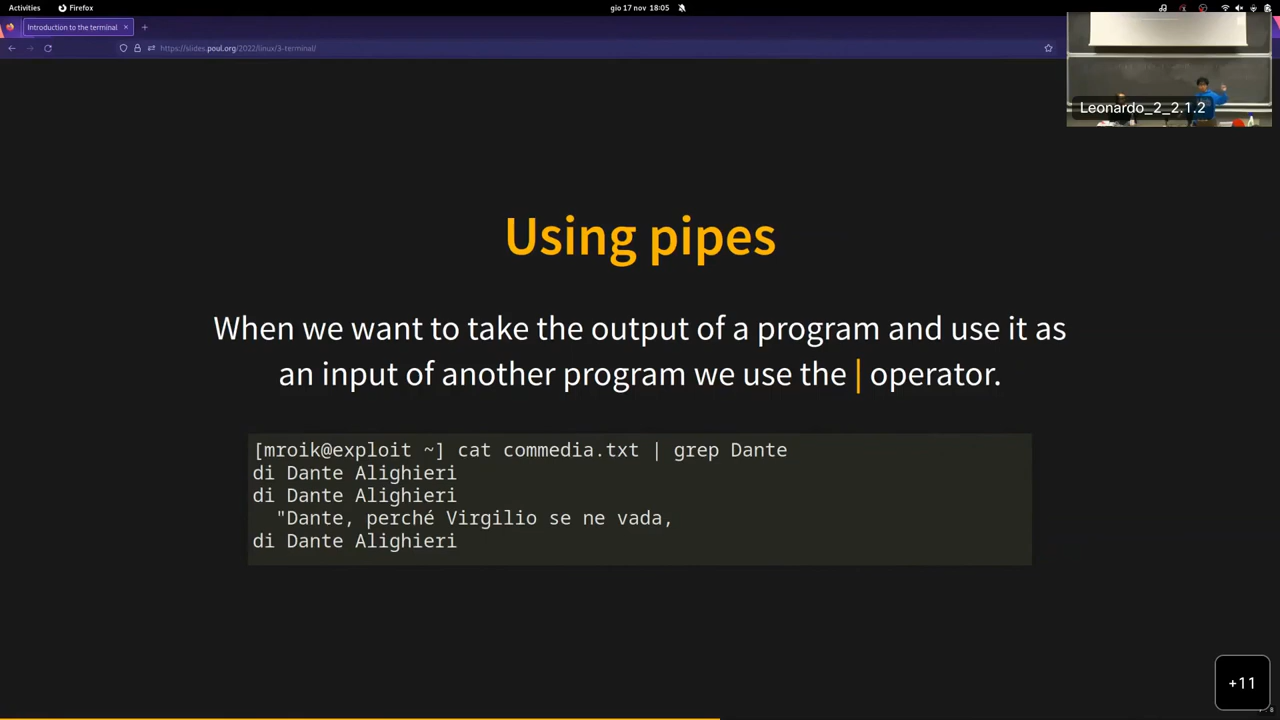 Activities
Firefox
gio 17 nov 18:05
Introduction to the terminal
https://slides.poul.org/2022/linux/3-terminal/
Leonardo_2_2.1.2
Using pipes
When we want to take the output of a program and use it as
an input of another program we use the | operator.
[mroik@exploit ~] cat commedia.txt | grep Dante
di Dante Alighieri
di Dante Alighieri
"Dante, perché Virgilio se ne vada,
di Dante Alighieri
+11